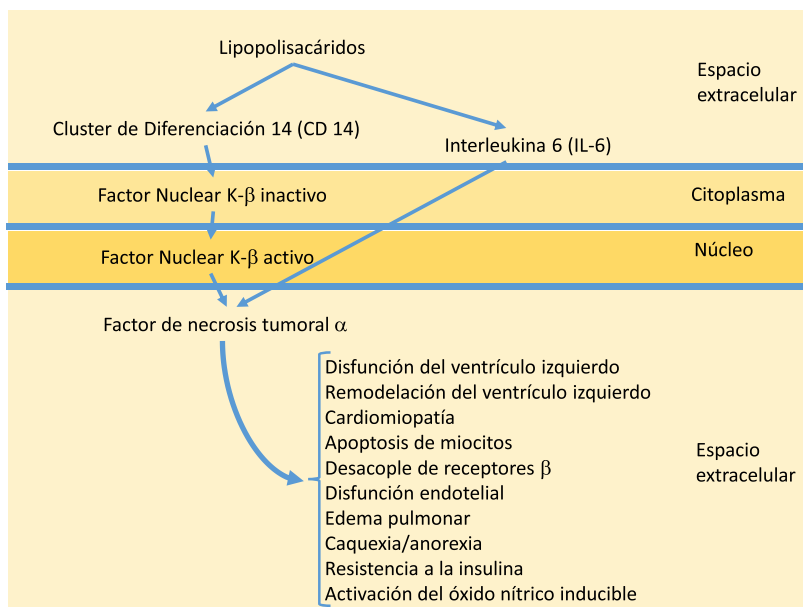 Lipopolisacáridos
Espacio
extracelular
Cluster de Diferenciación 14 (CD 14)
Interleukina 6 (IL-6)
Factor Nuclear K-β inactivo
Citoplasma
Factor Nuclear K-β activo
Núcleo
Factor de necrosis tumoral α
Disfunción del ventrículo izquierdo
Remodelación del ventrículo izquierdo
Cardiomiopatía
Apoptosis de miocitos
Desacople de receptores β
Disfunción endotelial
Edema pulmonar
Caquexia/anorexia
Resistencia a la insulina
Activación del óxido nítrico inducible
Espacio
extracelular